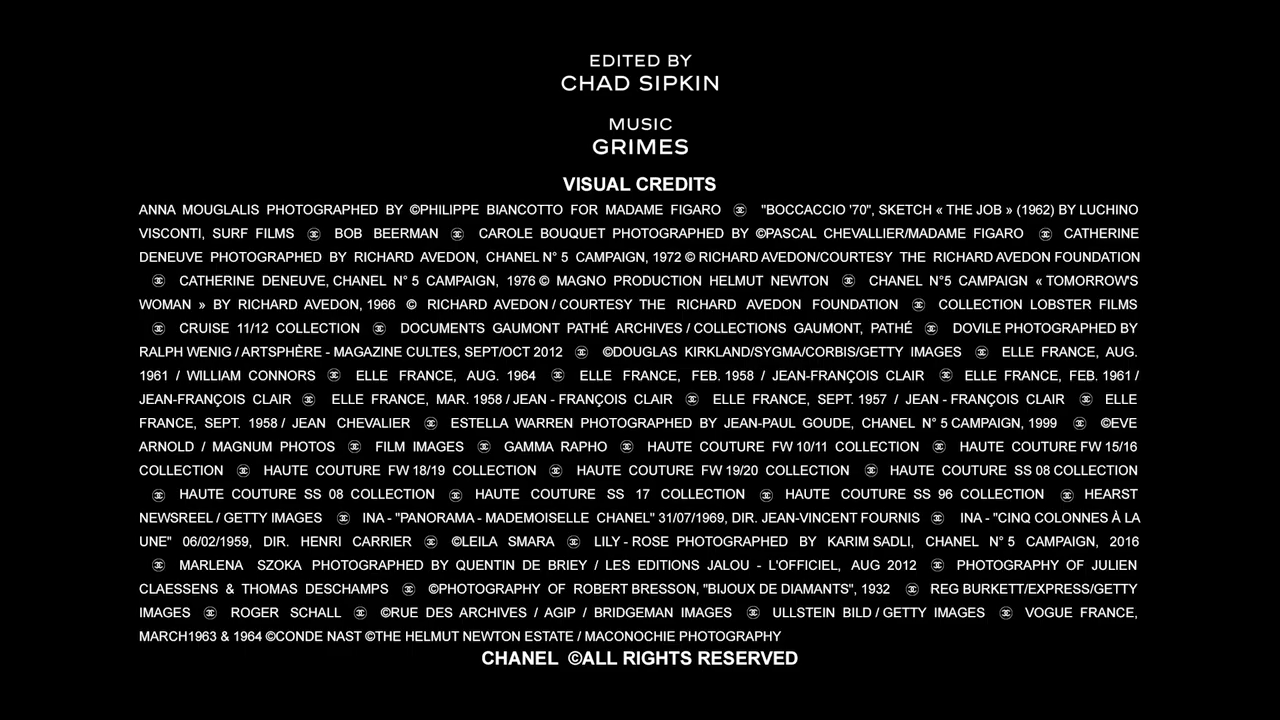 EDITED BY
CHAD SIPKIN
MUSIC
GRIMES
VISUAL CREDITS
ANNA MOUGLALIS PHOTOGRAPHED BY ©PHILIPPE BIANCOTTO FOR MADAME FIGARO "BOCCACCIO '70", SKETCH « THE JOB » (1962) BY LUCHINO
VISCONTI, SURF FILMS BOB BEERMAN CAROLE BOUQUET PHOTOGRAPHED BY ©PASCAL CHEVALLIER/MADAME FIGARO CATHERINE
DENEUVE PHOTOGRAPHED BY RICHARD AVEDON, CHANEL N° 5 CAMPAIGN, 1972 © RICHARD AVEDON/COURTESY THE RICHARD AVEDON FOUNDATION
CATHERINE DENEUVE, CHANEL N° 5 CAMPAIGN, 1976 © MAGNO PRODUCTION HELMUT NEWTON CHANEL N°5 CAMPAIGN « TOMORROW'S
WOMAN » BY RICHARD AVEDON, 1966 © RICHARD AVEDON / COURTESY THE RICHARD AVEDON FOUNDATION COLLECTION LOBSTER FILMS
CRUISE 11/12 COLLECTION DOCUMENTS GAUMONT PATHÉ ARCHIVES / COLLECTIONS GAUMONT, PATHÉ DOVILE PHOTOGRAPHED BY
RALPH WENIG / ARTSPHÈRE - MAGAZINE CULTES, SEPT/OCT 2012 ©DOUGLAS KIRKLAND/SYGMA/CORBIS/GETTY IMAGES ELLE FRANCE, AUG.
1961 / WILLIAM CONNORS ELLE FRANCE, AUG. 1964 ELLE FRANCE, FEB. 1958 / JEAN-FRANÇOIS CLAIR ELLE FRANCE, FEB. 1961 /
JEAN-FRANÇOIS CLAIR ELLE FRANCE, MAR. 1958 / JEAN - FRANÇOIS CLAIR ELLE FRANCE, SEPT. 1957 / JEAN - FRANÇOIS CLAIR ELLE
FRANCE, SEPT. 1958 / JEAN CHEVALIER ESTELLA WARREN PHOTOGRAPHED BY JEAN-PAUL GOUDE, CHANEL N° 5 CAMPAIGN, 1999 ©EVE
ARNOLD / MAGNUM PHOTOS FILM IMAGES GAMMA RAPHO HAUTE COUTURE FW 10/11 COLLECTION HAUTE COUTURE FW 15/16
COLLECTION HAUTE COUTURE FW 18/19 COLLECTION HAUTE COUTURE FW 19/20 COLLECTION HAUTE COUTURE SS 08 COLLECTION
HAUTE COUTURE SS 08 COLLECTION HAUTE COUTURE SS 17 COLLECTION HAUTE COUTURE SS 96 COLLECTION HEARST
NEWSREEL / GETTY IMAGES INA - "PANORAMA - MADEMOISELLE CHANEL" 31/07/1969, DIR. JEAN-VINCENT FOURNIS INA - "CINQ COLONNES À LA
UNE" 06/02/1959, DIR. HENRI CARRIER ©LEILA SMARA LILY - ROSE PHOTOGRAPHED BY KARIM SADLI, CHANEL N° 5 CAMPAIGN, 2016
MARLENA SZOKA PHOTOGRAPHED BY QUENTIN DE BRIEY / LES EDITIONS JALOU - L'OFFICIEL, AUG 2012 PHOTOGRAPHY OF JULIEN
CLAESSENS & THOMAS DESCHAMPS ©PHOTOGRAPHY OF ROBERT BRESSON, "BIJOUX DE DIAMANTS", 1932 REG BURKETT/EXPRESS/GETTY
IMAGES ROGER SCHALL ©RUE DES ARCHIVES / AGIP / BRIDGEMAN IMAGES ULLSTEIN BILD / GETTY IMAGES VOGUE FRANCE,
MARCH1963 & 1964 ©CONDE NAST ©THE HELMUT NEWTON ESTATE / MACONOCHIE PHOTOGRAPHY
CHANEL ©ALL RIGHTS RESERVED